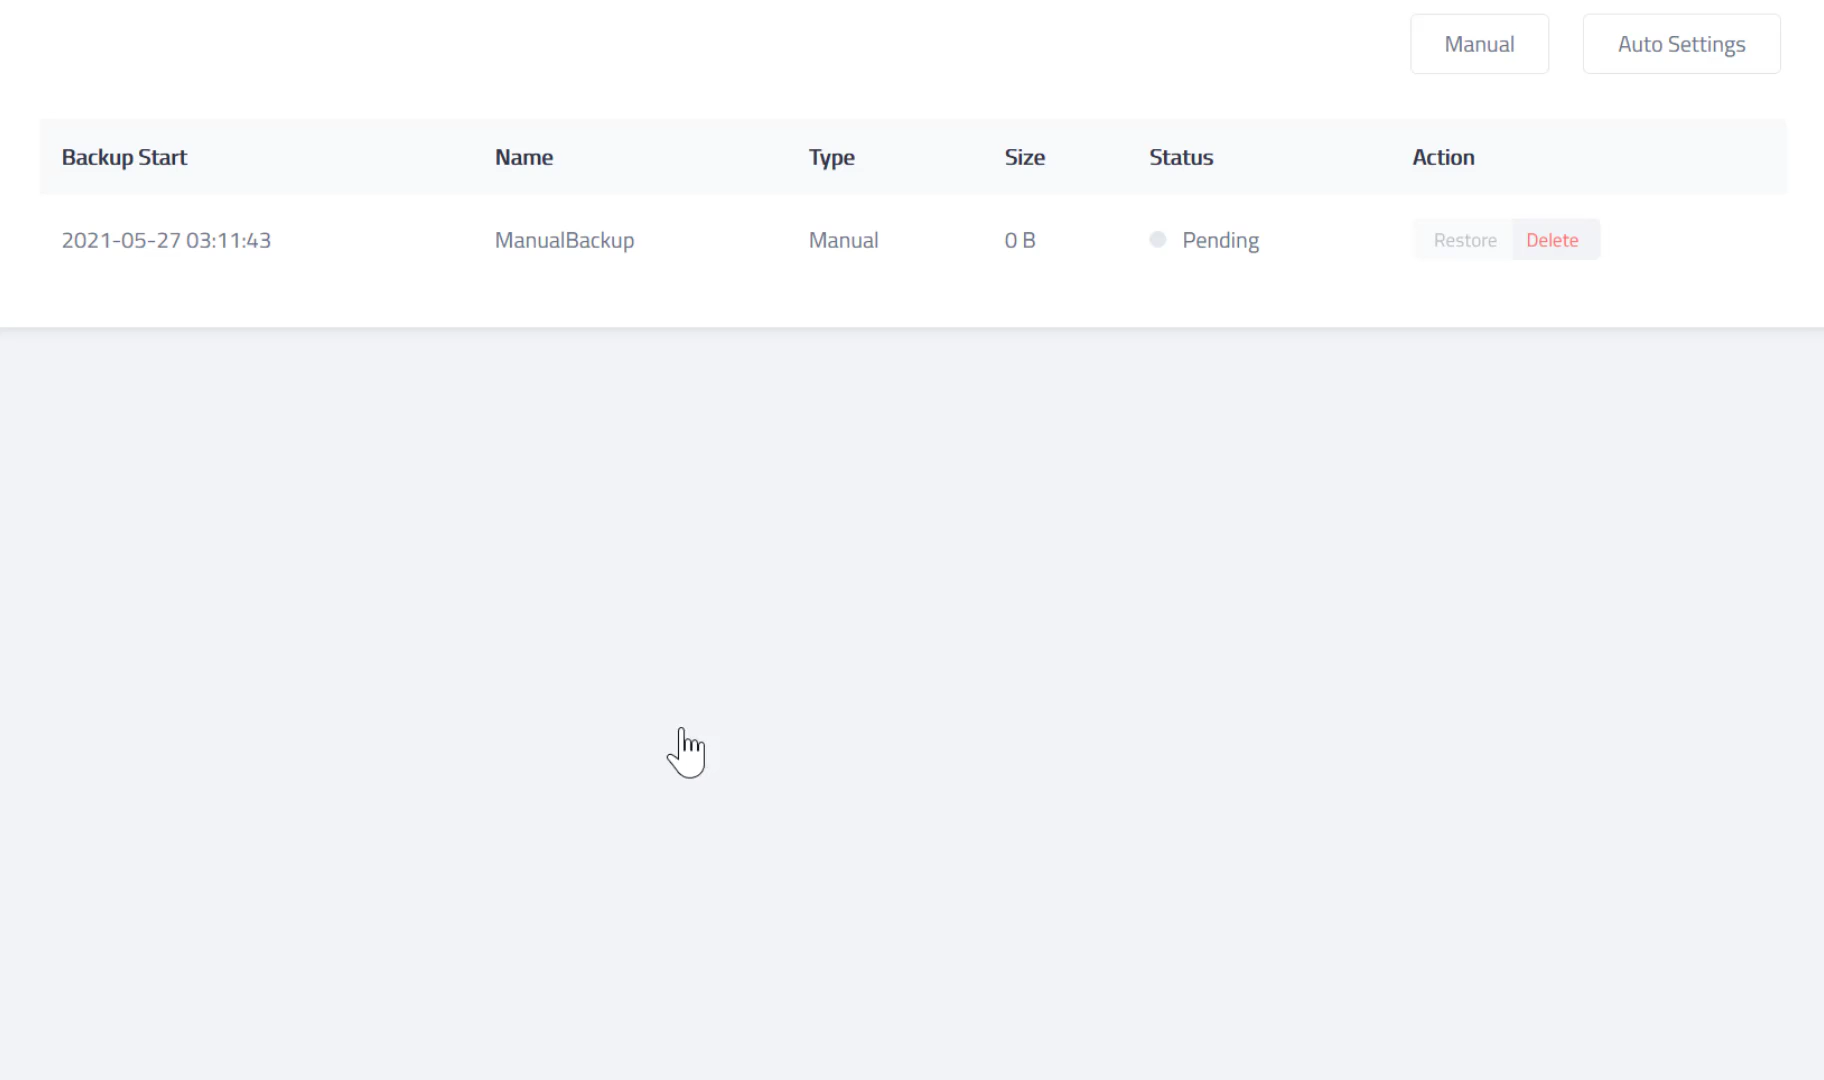 Manual Auto Settings
Backup Start Name Type Size Status Action
2021-05-27 03:11:43 ManualBackup Manual 0 B Pending Restore Delete